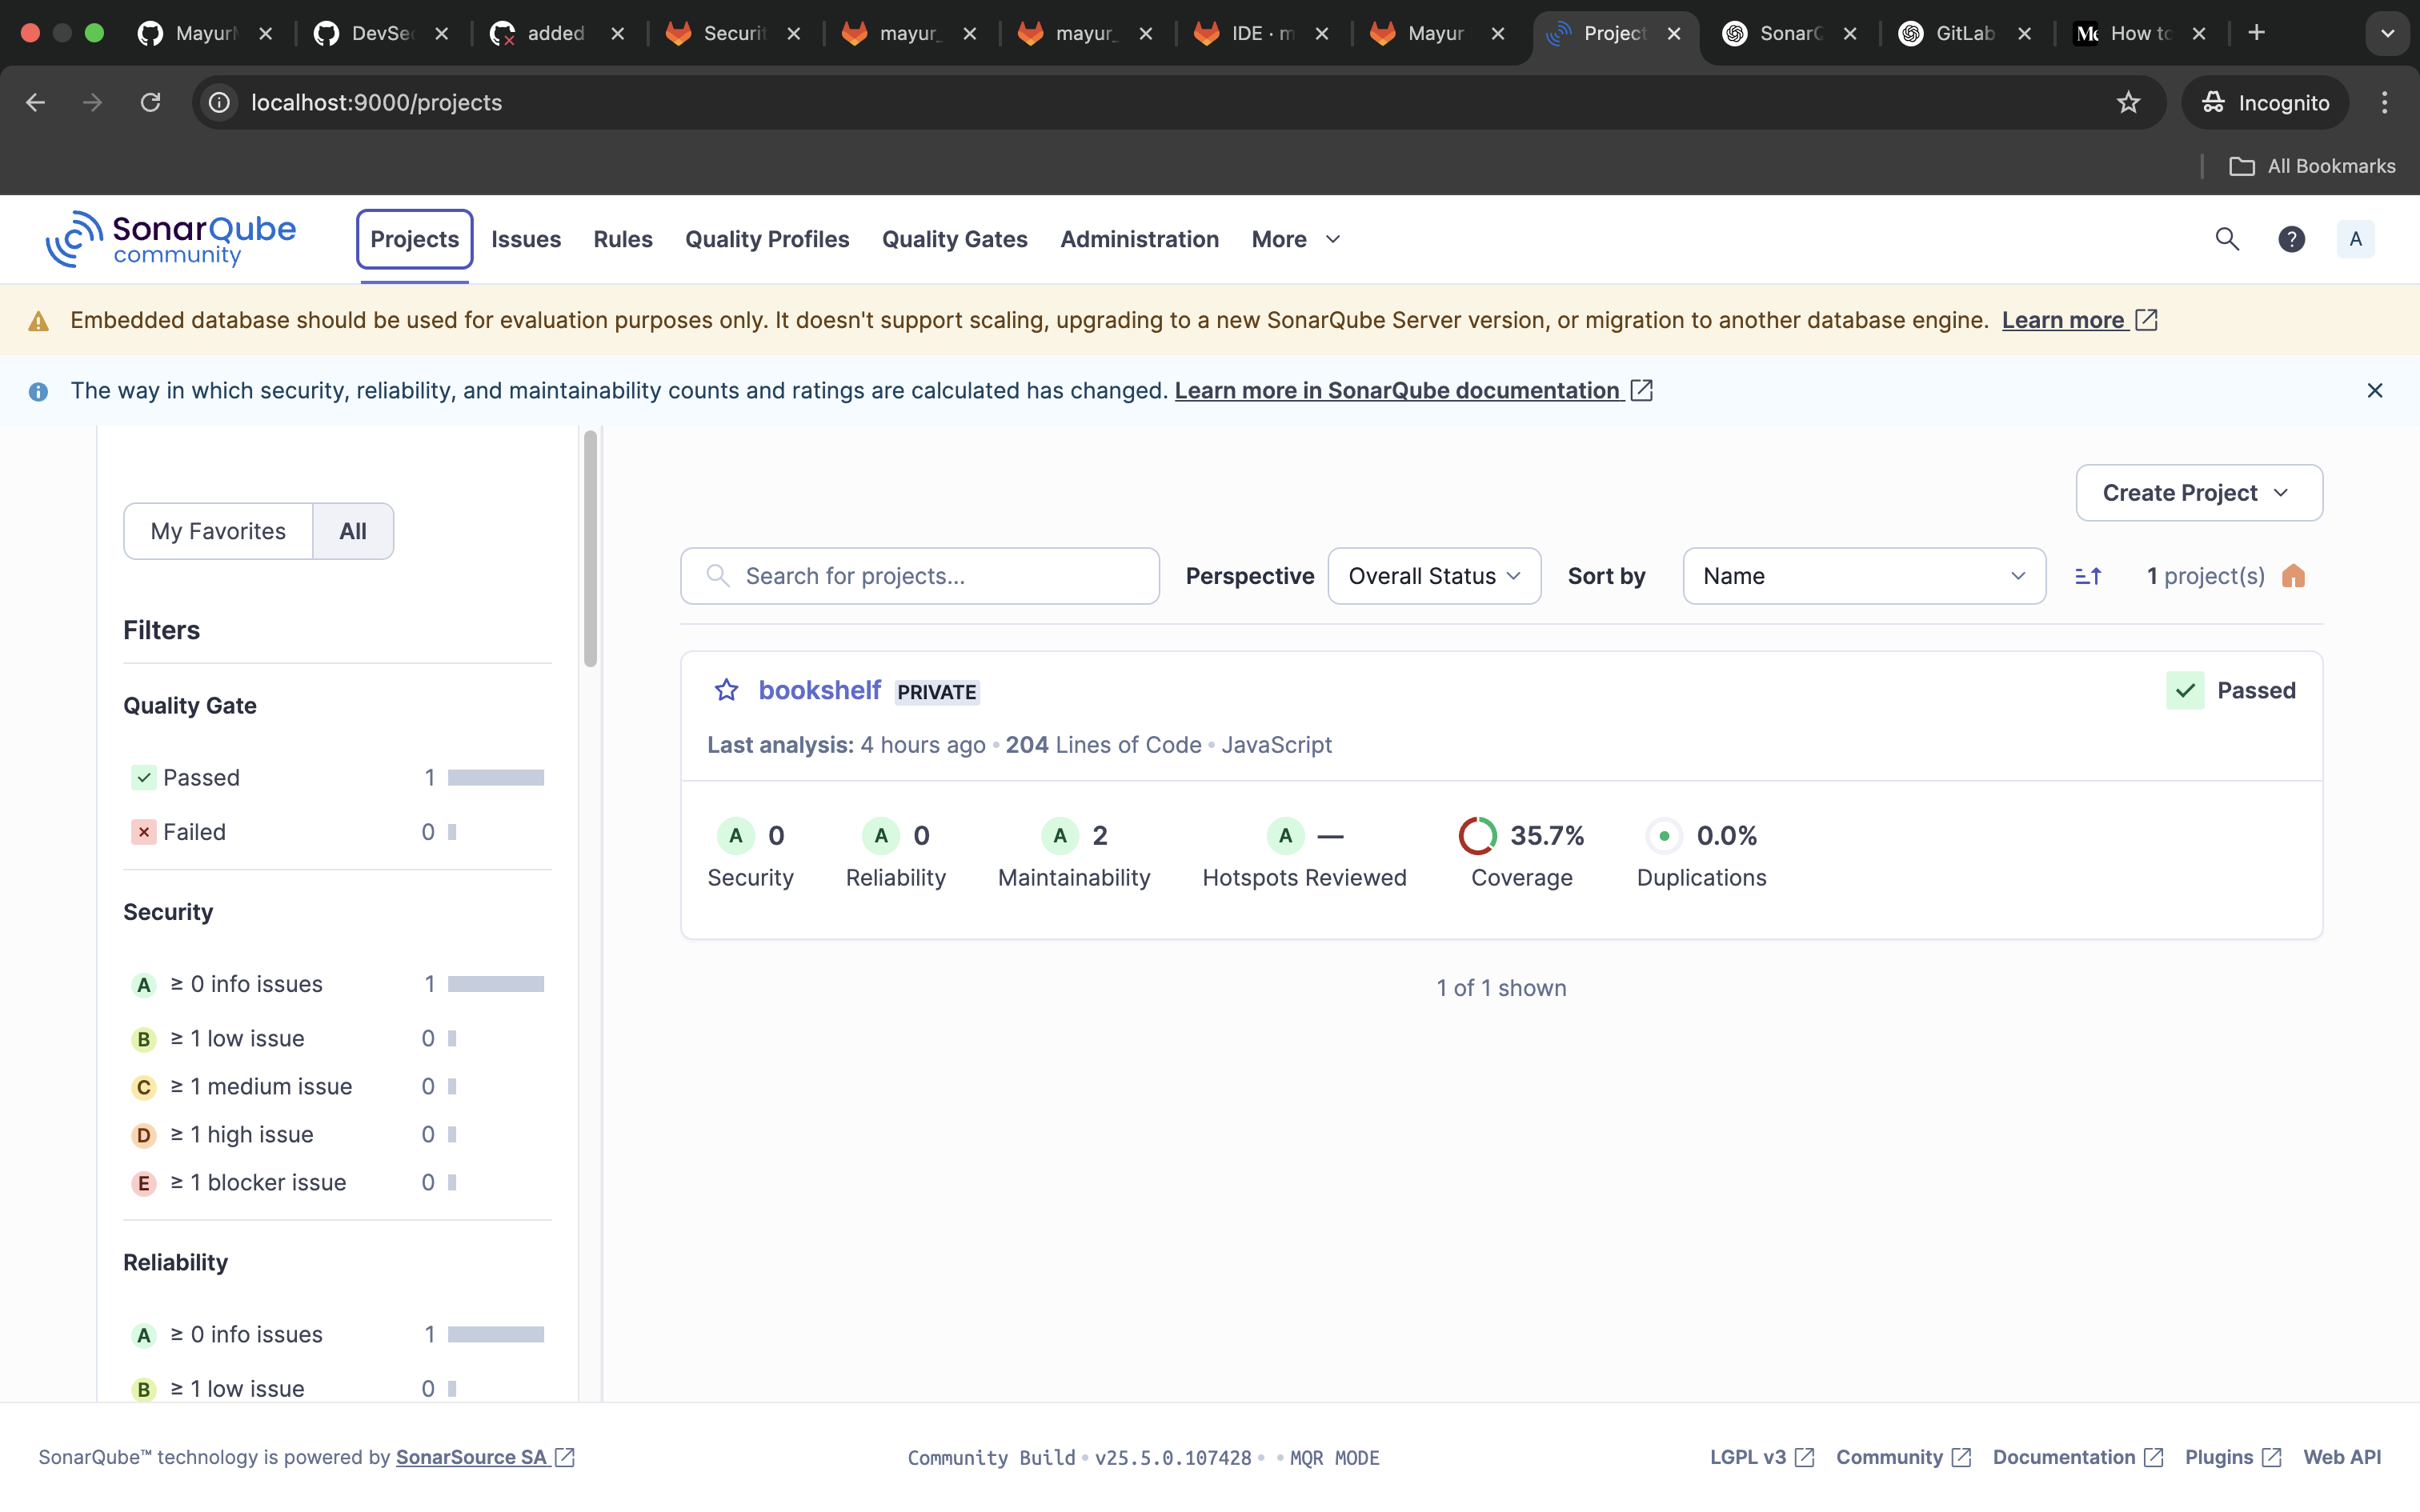 Mayur
DevSe
added
Securit
mayur_
mayur_
IDE · m
Mayur
Project
SonarQ
GitLab
How to
localhost:9000/projects
Incognito
All Bookmarks
SonarQube community
Projects
Issues
Rules
Quality Profiles
Quality Gates
Administration
More
A
Embedded database should be used for evaluation purposes only. It doesn't support scaling, upgrading to a new SonarQube Server version, or migration to another database engine. Learn more
The way in which security, reliability, and maintainability counts and ratings are calculated has changed. Learn more in SonarQube documentation
My Favorites
All
Filters
Quality Gate
Passed 1
Failed 0
Security
A ≥ 0 info issues 1
B ≥ 1 low issue 0
C ≥ 1 medium issue 0
D ≥ 1 high issue 0
E ≥ 1 blocker issue 0
Reliability
A ≥ 0 info issues 1
B ≥ 1 low issue 0
Create Project
Search for projects...
Perspective
Overall Status
Sort by
Name
1 project(s)
bookshelf PRIVATE
Passed
Last analysis: 4 hours ago • 204 Lines of Code • JavaScript
A 0
Security
A 0
Reliability
A 2
Maintainability
A —
Hotspots Reviewed
35.7%
Coverage
0.0%
Duplications
1 of 1 shown
SonarQube™ technology is powered by SonarSource SA
Community Build • v25.5.0.107428 • • MQR MODE
LGPL v3
Community
Documentation
Plugins
Web API